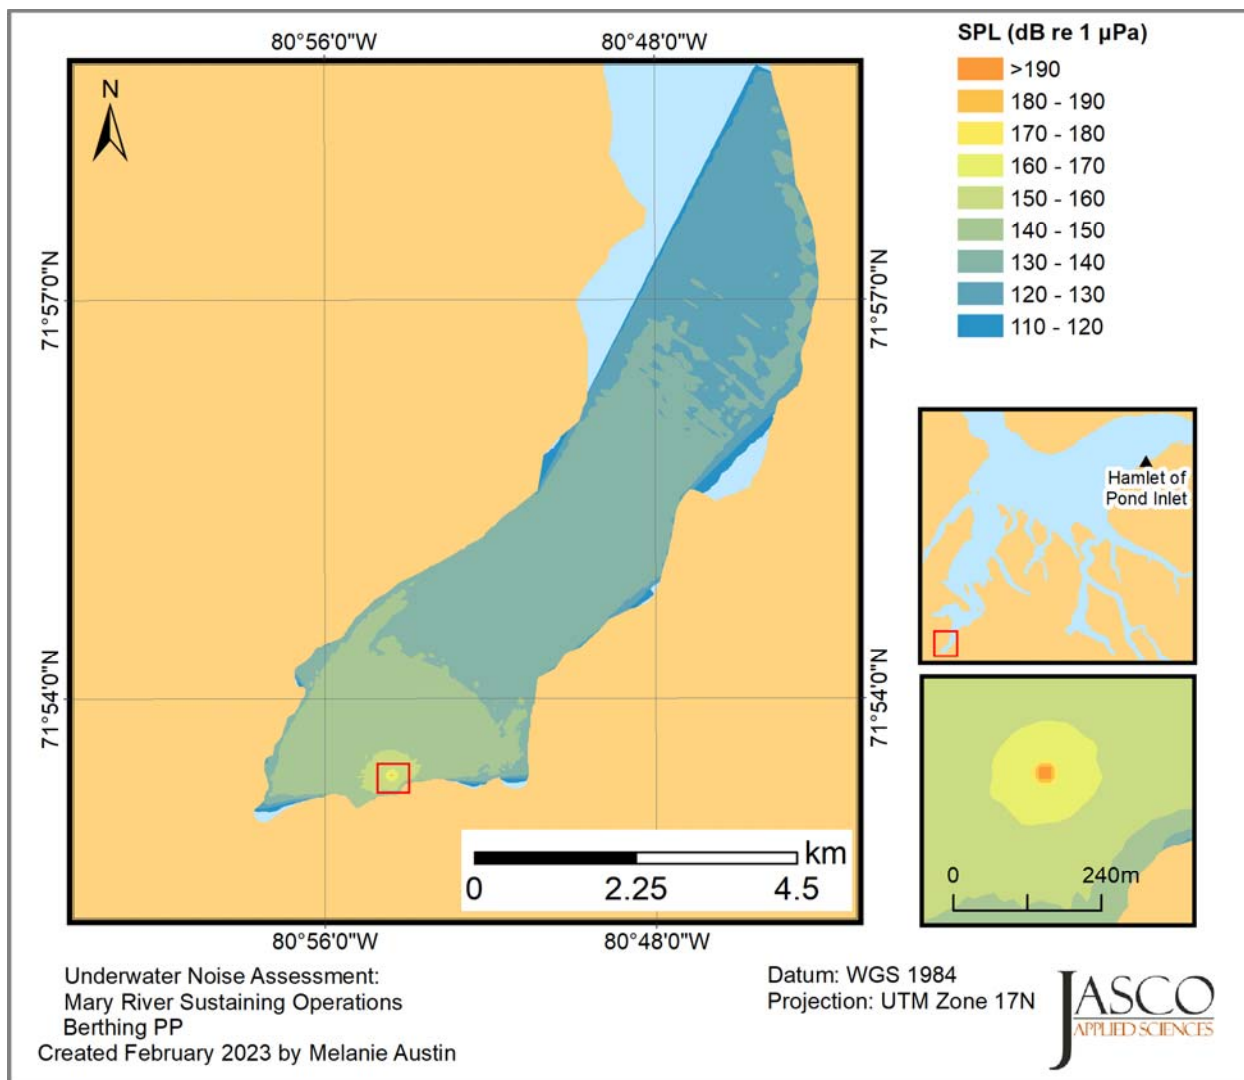 80°56'0"W
80°48'0"W
N
71°57'0"N
71°57'0"N
71°54'0"N
71°54'0"N
km
0
2.25
4.5
80°56'0"W
80°48'0"W
SPL (dB re 1 µPa)
>190
180 - 190
170 - 180
160 - 170
150 - 160
140 - 150
130 - 140
120 - 130
110 - 120
Hamlet of
Pond Inlet
0
240m
Underwater Noise Assessment:
Mary River Sustaining Operations
Berthing PP
Created February 2023 by Melanie Austin
Datum: WGS 1984
Projection: UTM Zone 17N
JASCO
APPLIED SCIENCES